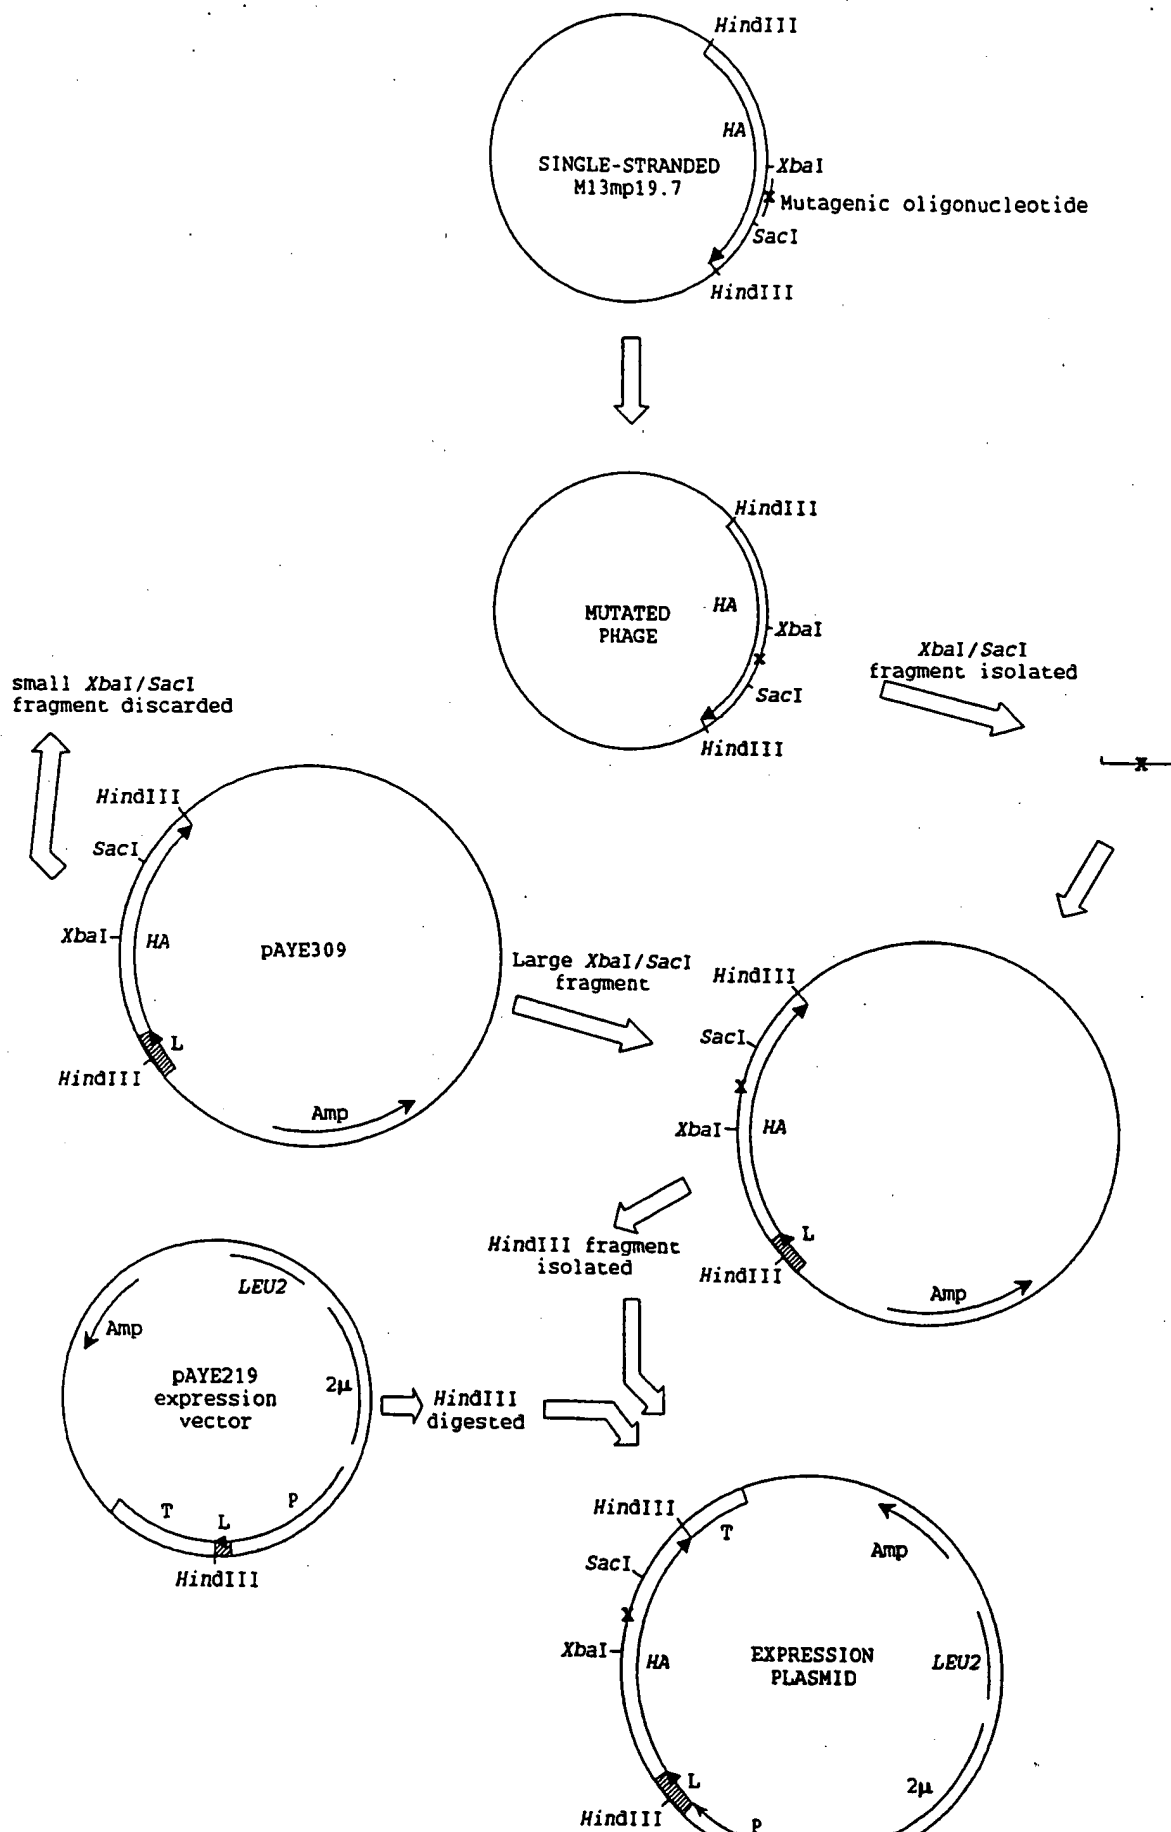 HindIII
HA
SINGLE-STRANDED
M13mp19.7
XbaI
x
Mutagenic oligonucleotide
SacI
HindIII
HindIII
HA
MUTATED
PHAGE
XbaI
x
SacI
HindIII
XbaI/SacI
fragment isolated
x
small XbaI/SacI
fragment discarded
HindIII
SacI
XbaI
HA
pAYE309
L
HindIII
Amp
Large XbaI/SacI
fragment
HindIII
SacI
x
XbaI
HA
L
HindIII
Amp
HindIII fragment
isolated
LEU2
Amp
pAYE219
expression
vector
2μ
T
L
P
HindIII
HindIII
digested
HindIII
T
Amp
SacI
x
XbaI
HA
EXPRESSION
PLASMID
LEU2
L
2μ
HindIII
P